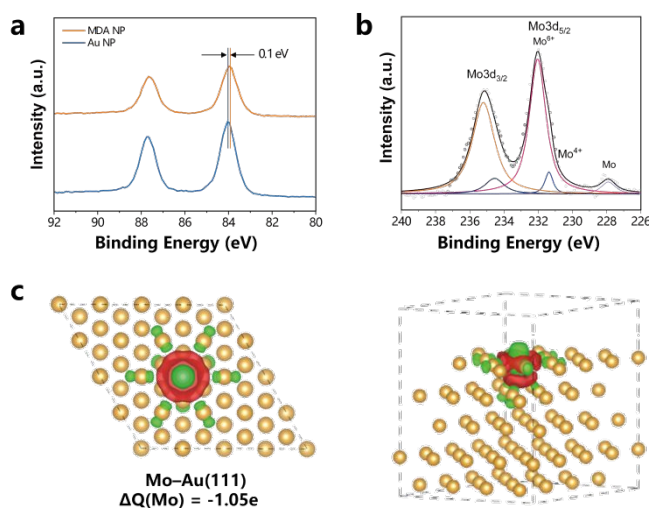 a
MDA NP
Au NP
0.1 eV
Intensity (a.u.)
92 90 88 86 84 82 80
Binding Energy (eV)
b
Mo3d5/2
Mo6+
Mo3d3/2
Mo4+
Mo
Intensity (a.u.)
240 238 236 234 232 230 228 226
Binding Energy (eV)
c
Mo–Au(111)
ΔQ(Mo) = -1.05e